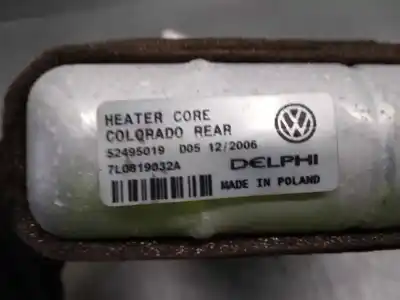 HEATER CORE
COLORADO REAR
52495019 D05 12/2006
7L0819032A DELPHI
MADE IN POLAND